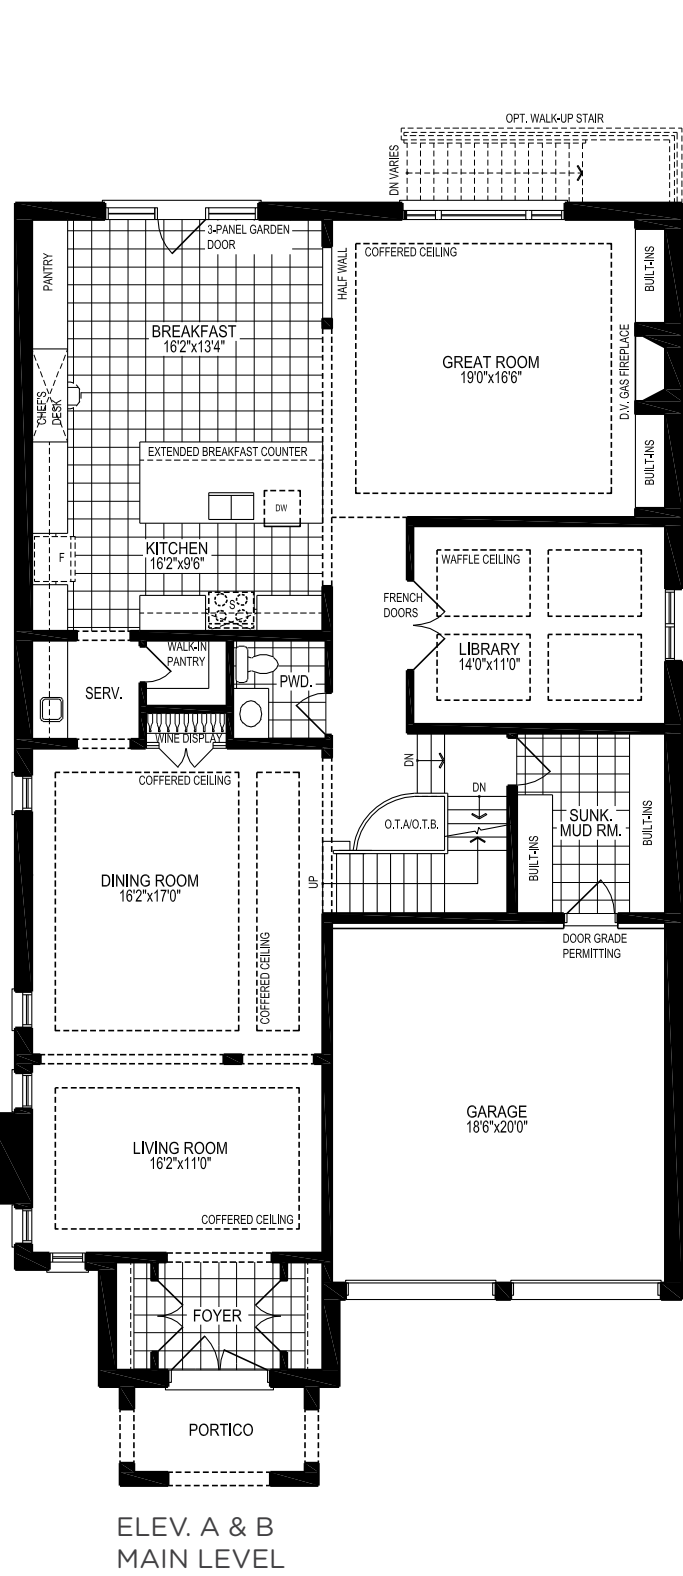 OPT. WALK-UP STAIR
DN VARIES
3-PANEL GARDEN
DOOR
PANTRY
HALF WALL
COFFERED CEILING
BUILT-INS
BREAKFAST
16'2"x13'4"
GREAT ROOM
19'0"x16'6"
D.V. GAS FIREPLACE
CHEF'S
DESK
EXTENDED BREAKFAST COUNTER
BUILT-INS
DW
F
KITCHEN
16'2"x9'6"
WAFFLE CEILING
S
FRENCH
DOORS
LIBRARY
14'0"x11'0"
WALK-IN
PANTRY
SERV.
PWD.
WINE DISPLAY
COFFERED CEILING
DN
DN
O.T.A/O.T.B.
SUNK.
MUD RM.
BUILT-INS
BUILT-INS
DINING ROOM
16'2"x17'0"
UP
COFFERED CEILING
DOOR GRADE
PERMITTING
GARAGE
18'6"x20'0"
LIVING ROOM
16'2"x11'0"
COFFERED CEILING
FOYER
PORTICO
ELEV. A & B
MAIN LEVEL